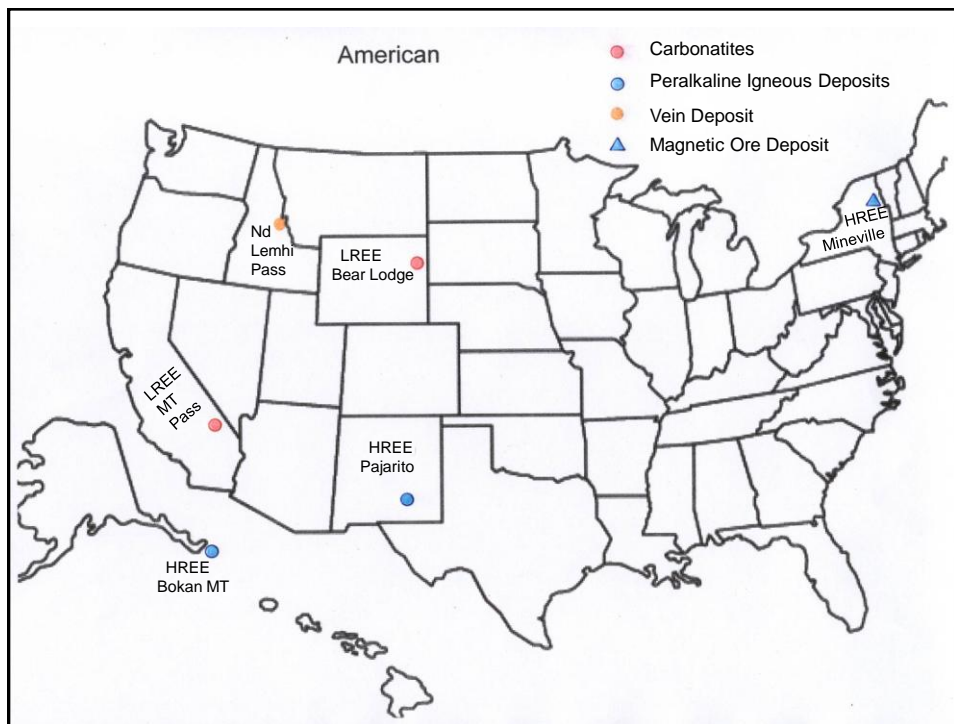 American
Carbonatites
Peralkaline Igneous Deposits
Vein Deposit
Magnetic Ore Deposit
HREE
Mineville
Nd
Lemhi
Pass
LREE
Bear Lodge
LREE
MT
Pass
HREE
Pajarito
HREE
Bokan MT